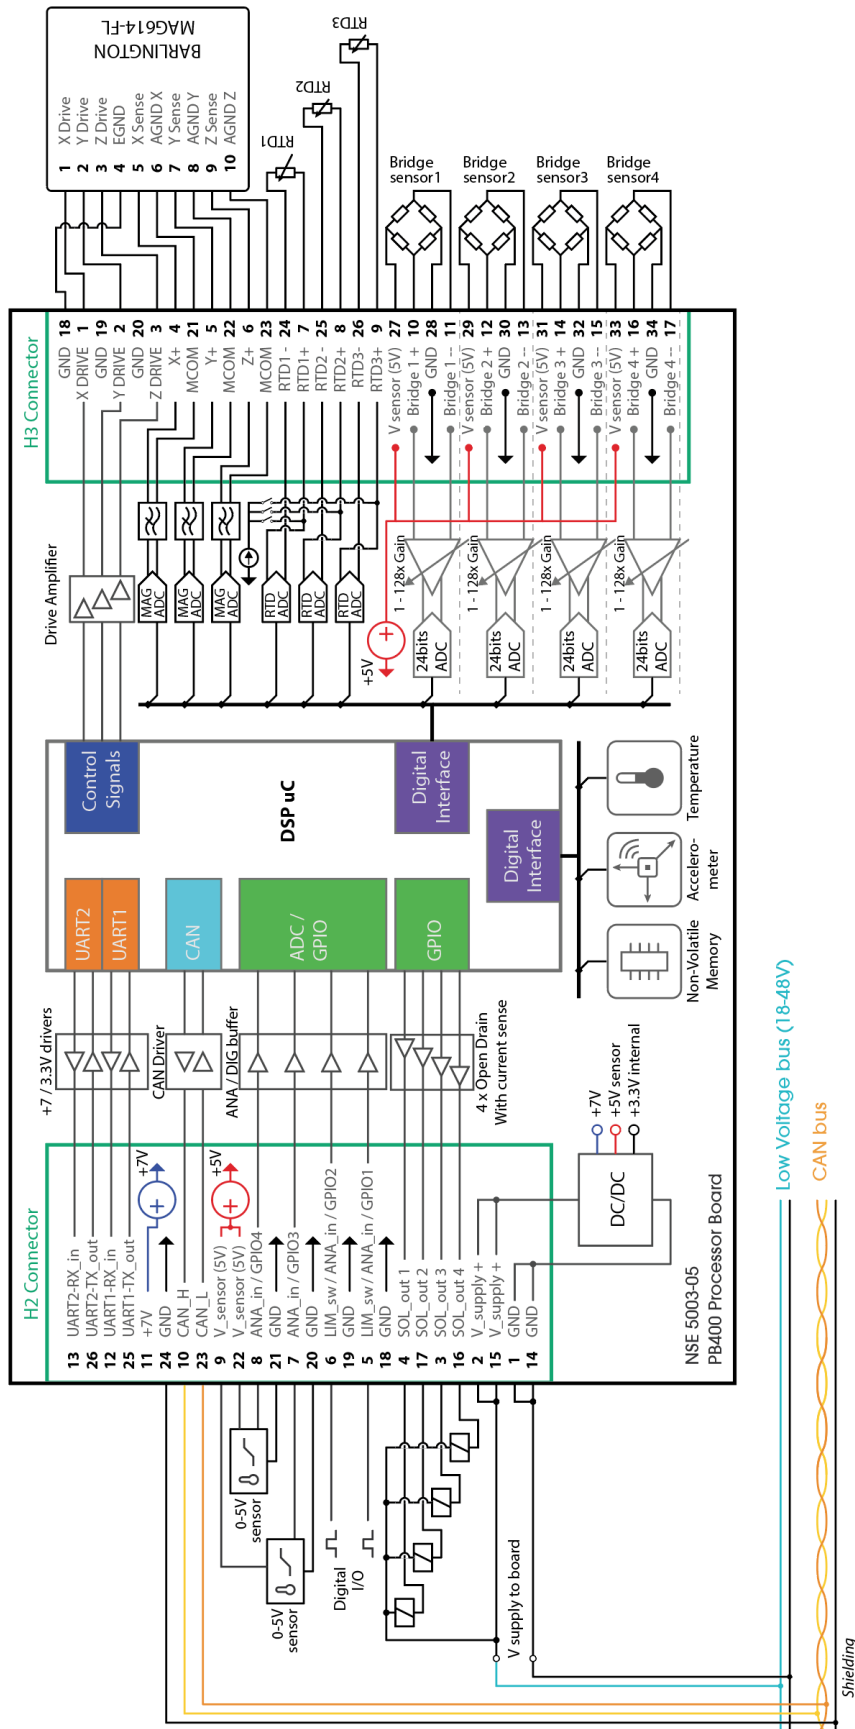 BARLINGTON
MAG614-FL
1 X Drive
2 Y Drive
3 Z Drive
4 EGND
5 X Sense
6 AGND X
7 Y Sense
8 AGND Y
9 Z Sense
10 AGND Z
RTD1
RTD2
RTD3
Bridge
sensor1
Bridge
sensor2
Bridge
sensor3
Bridge
sensor4
H3 Connector
GND 18
X DRIVE 1
GND 19
Y DRIVE 2
GND 20
Z DRIVE 3
X+ 4
MCOM 21
Y+ 5
MCOM 22
Z+ 6
MCOM 23
RTD1 - 24
RTD1+ 7
RTD2 - 25
RTD2+ 8
RTD3- 26
RTD3+ 9
V sensor (5V) 27
Bridge 1 + 10
GND 28
Bridge 1 -- 11
V sensor (5V) 29
Bridge 2 + 12
GND 30
Bridge 2 -- 13
V sensor (5V) 31
Bridge 3 + 14
GND 32
Bridge 3 -- 15
V sensor (5V) 33
Bridge 4 + 16
GND 34
Bridge 4 -- 17
Drive Amplifier
MAG
ADC
MAG
ADC
MAG
ADC
RTD
ADC
RTD
ADC
RTD
ADC
+5V
+
1 - 128x Gain
1 - 128x Gain
1 - 128x Gain
1 - 128x Gain
24bits
ADC
24bits
ADC
24bits
ADC
24bits
ADC
Control
Signals
DSP uC
Digital
Interface
Digital
Interface
UART2
UART1
CAN
ADC /
GPIO
GPIO
Temperature
Accelero-
meter
Non-Volatile
Memory
+7 / 3.3V drivers
CAN Driver
ANA / DIG buffer
4 x Open Drain
With current sense
H2 Connector
+7V
+
+5V
+
13 UART2-RX_in
26 UART2-TX_out
12 UART1-RX_in
25 UART1-TX_out
11 +7V
24 GND
10 CAN_H
23 CAN_L
9 V_sensor (5V)
22 V_sensor (5V)
8 ANA_in / GPIO4
21 GND
7 ANA_in / GPIO3
20 GND
6 LIM_sw / ANA_in / GPIO2
19 GND
5 LIM_sw / ANA_in / GPIO1
18 GND
4 SOL_out 1
17 SOL_out 2
3 SOL_out 3
16 SOL_out 4
2 V_supply +
15 V_supply +
1 GND
14 GND
DC/DC
+7V
+5V sensor
+3.3V internal
NSE 5003-05
PB400 Processor Board
Low Voltage bus (18-48V)
CAN bus
0-5V
sensor
0-5V
sensor
Digital
I/O
V supply to board
Shielding